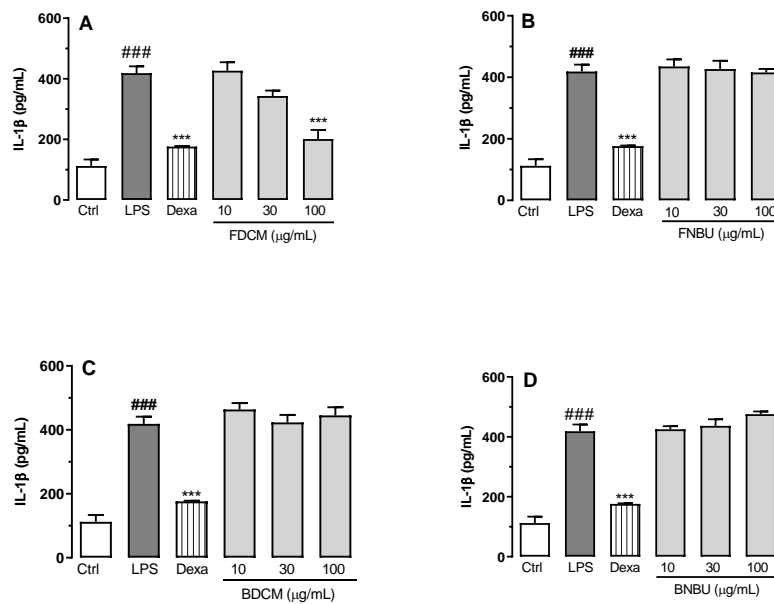 A
IL-1β (pg/mL)
600
400
200
0
###
***
***
Ctrl LPS Dexa 10 30 100
FDCM (μg/mL)
B
IL-1β (pg/mL)
600
400
200
0
###
***
Ctrl LPS Dexa 10 30 100
FNBU (μg/mL)
C
IL-1β (pg/mL)
600
400
200
0
###
***
Ctrl LPS Dexa 10 30 100
BDCM (μg/mL)
D
IL-1β (pg/mL)
600
400
200
0
###
***
Ctrl LPS Dexa 10 30 100
BNBU (μg/mL)